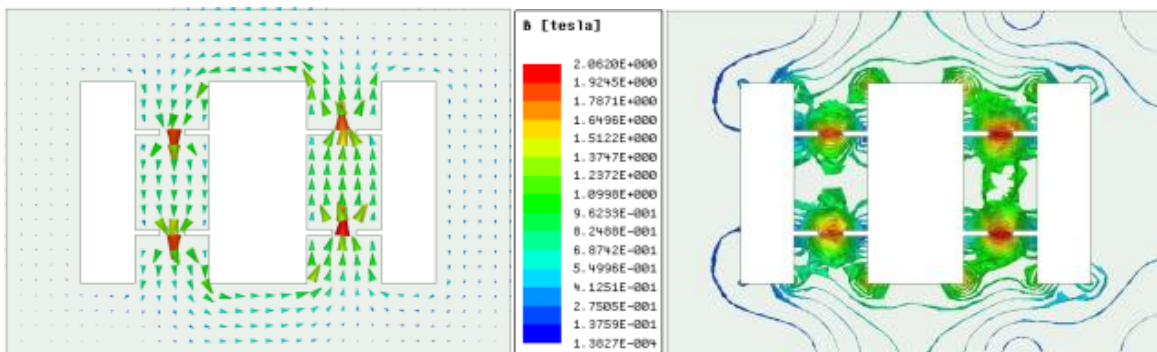 B [tesla]
2.0620E+000
1.9245E+000
1.7871E+000
1.6496E+000
1.5122E+000
1.3747E+000
1.2372E+000
1.0998E+000
9.6233E-001
8.2488E-001
6.8742E-001
5.4996E-001
4.1251E-001
2.7505E-001
1.3759E-001
1.3827E-004